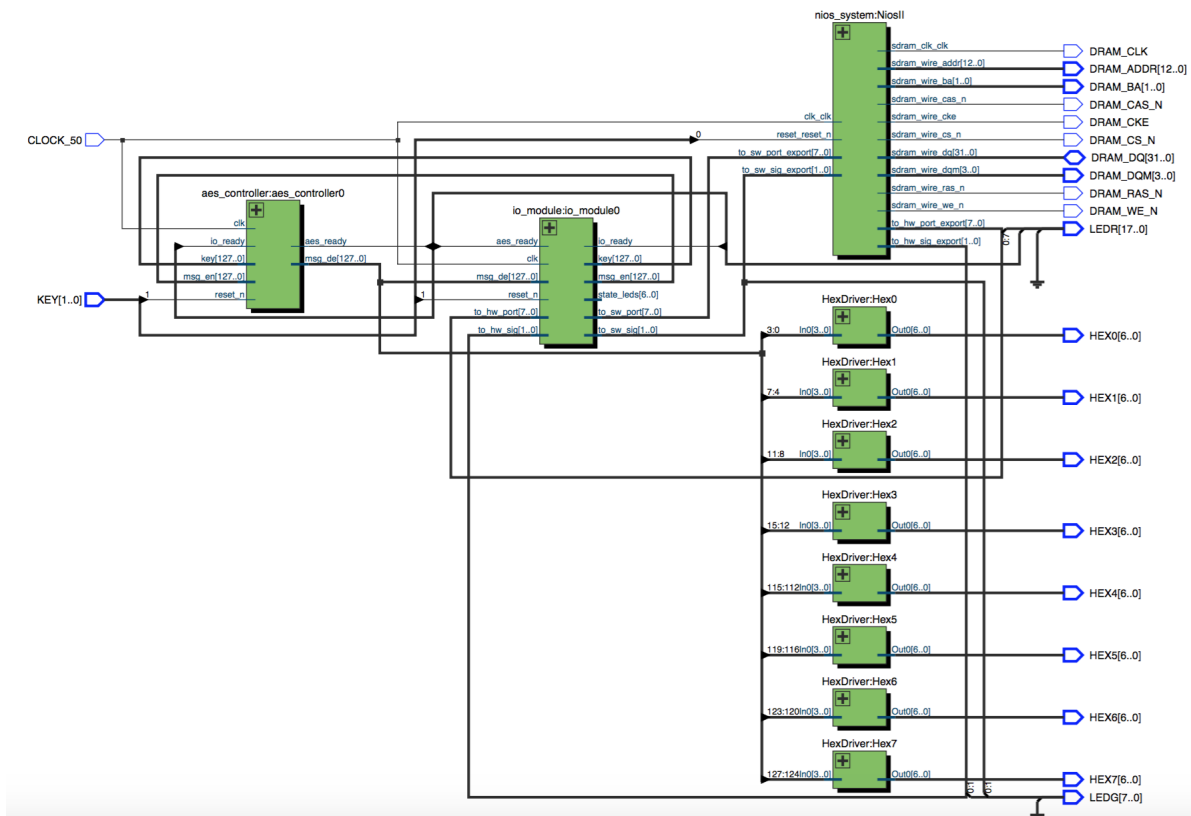 nios_system:NiosII
sdram_clk_clk
DRAM_CLK
sdram_wire_addr[12..0]
DRAM_ADDR[12..0]
sdram_wire_ba[1..0]
DRAM_BA[1..0]
sdram_wire_cas_n
DRAM_CAS_N
clk_clk
sdram_wire_cke
DRAM_CKE
CLOCK_50
0
reset_reset_n
sdram_wire_cs_n
DRAM_CS_N
to_sw_port_export[7..0]
sdram_wire_dq[31..0]
DRAM_DQ[31..0]
to_sw_sig_export[1..0]
sdram_wire_dqm[3..0]
DRAM_DQM[3..0]
aes_controller:aes_controller0
sdram_wire_ras_n
DRAM_RAS_N
io_module:io_module0
sdram_wire_we_n
DRAM_WE_N
clk
to_hw_port_export[7..0]
LEDR[17..0]
io_ready
aes_ready
aes_ready
io_ready
to_hw_sig_export[1..0]
0:7
key[127..0]
msg_de[127..0]
clk
key[127..0]
msg_en[127..0]
msg_de[127..0]
msg_en[127..0]
KEY[1..0]
1
reset_n
1
reset_n
state_leds[6..0]
to_hw_port[7..0]
to_sw_port[7..0]
to_hw_sig[1..0]
to_sw_sig[1..0]
HexDriver:Hex0
3:0
In0[3..0]
Out0[6..0]
HEX0[6..0]
HexDriver:Hex1
7:4
In0[3..0]
Out0[6..0]
HEX1[6..0]
HexDriver:Hex2
11:8
In0[3..0]
Out0[6..0]
HEX2[6..0]
HexDriver:Hex3
15:12
In0[3..0]
Out0[6..0]
HEX3[6..0]
HexDriver:Hex4
115:112
In0[3..0]
Out0[6..0]
HEX4[6..0]
HexDriver:Hex5
119:116
In0[3..0]
Out0[6..0]
HEX5[6..0]
HexDriver:Hex6
123:120
In0[3..0]
Out0[6..0]
HEX6[6..0]
HexDriver:Hex7
127:124
In0[3..0]
Out0[6..0]
HEX7[6..0]
0:1
0:1
LEDG[7..0]